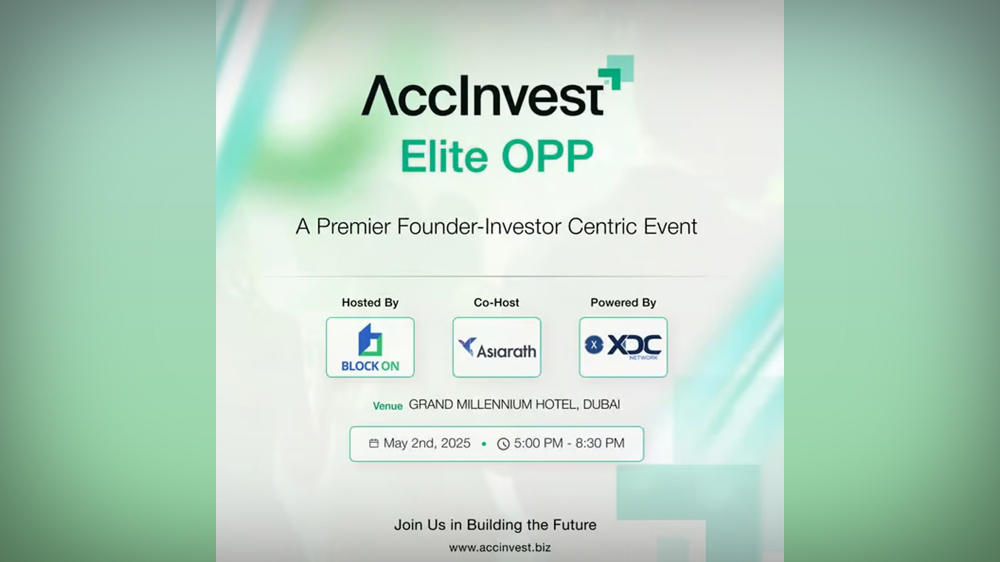 AccInvest
Elite OPP
A Premier Founder-Investor Centric Event
Hosted By
Co-Host
Powered By
BLOCK ON
Asiarath
X XDC
NETWORK
Venue GRAND MILLENNIUM HOTEL, DUBAI
May 2nd, 2025 • 5:00 PM - 8:30 PM
Join Us in Building the Future
www.accinvest.biz